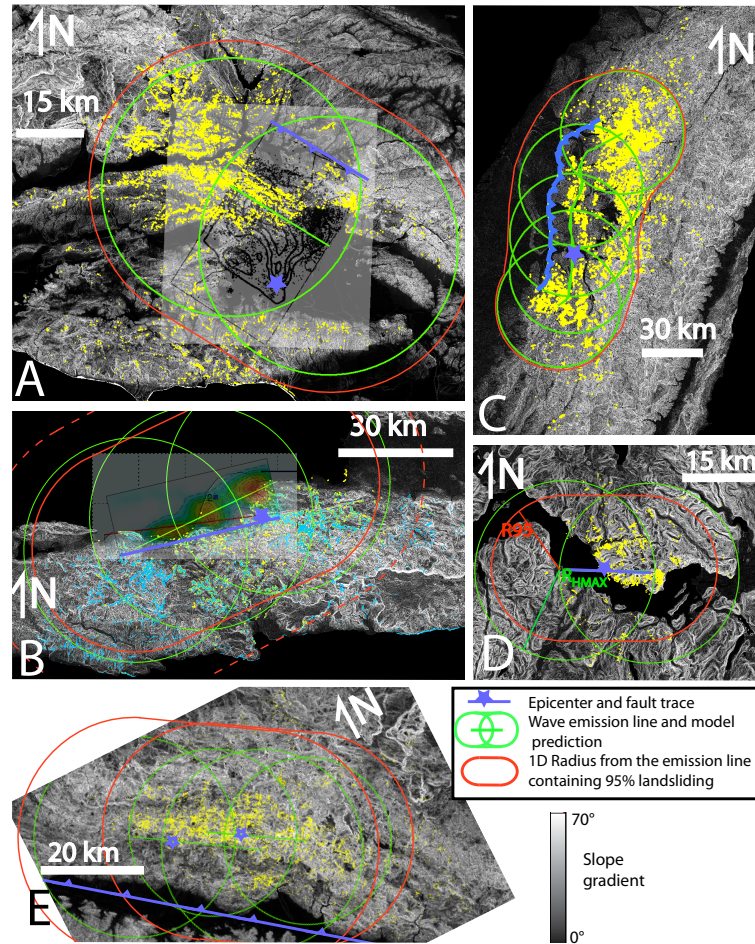 N
15 km
A
N
30 km
C
30 km
N
B
N
15 km
R95
RHMAX
D
N
20 km
E
Epicenter and fault trace
Wave emission line and model
prediction
1D Radius from the emission line
containing 95% landsliding
70°
Slope
gradient
0°